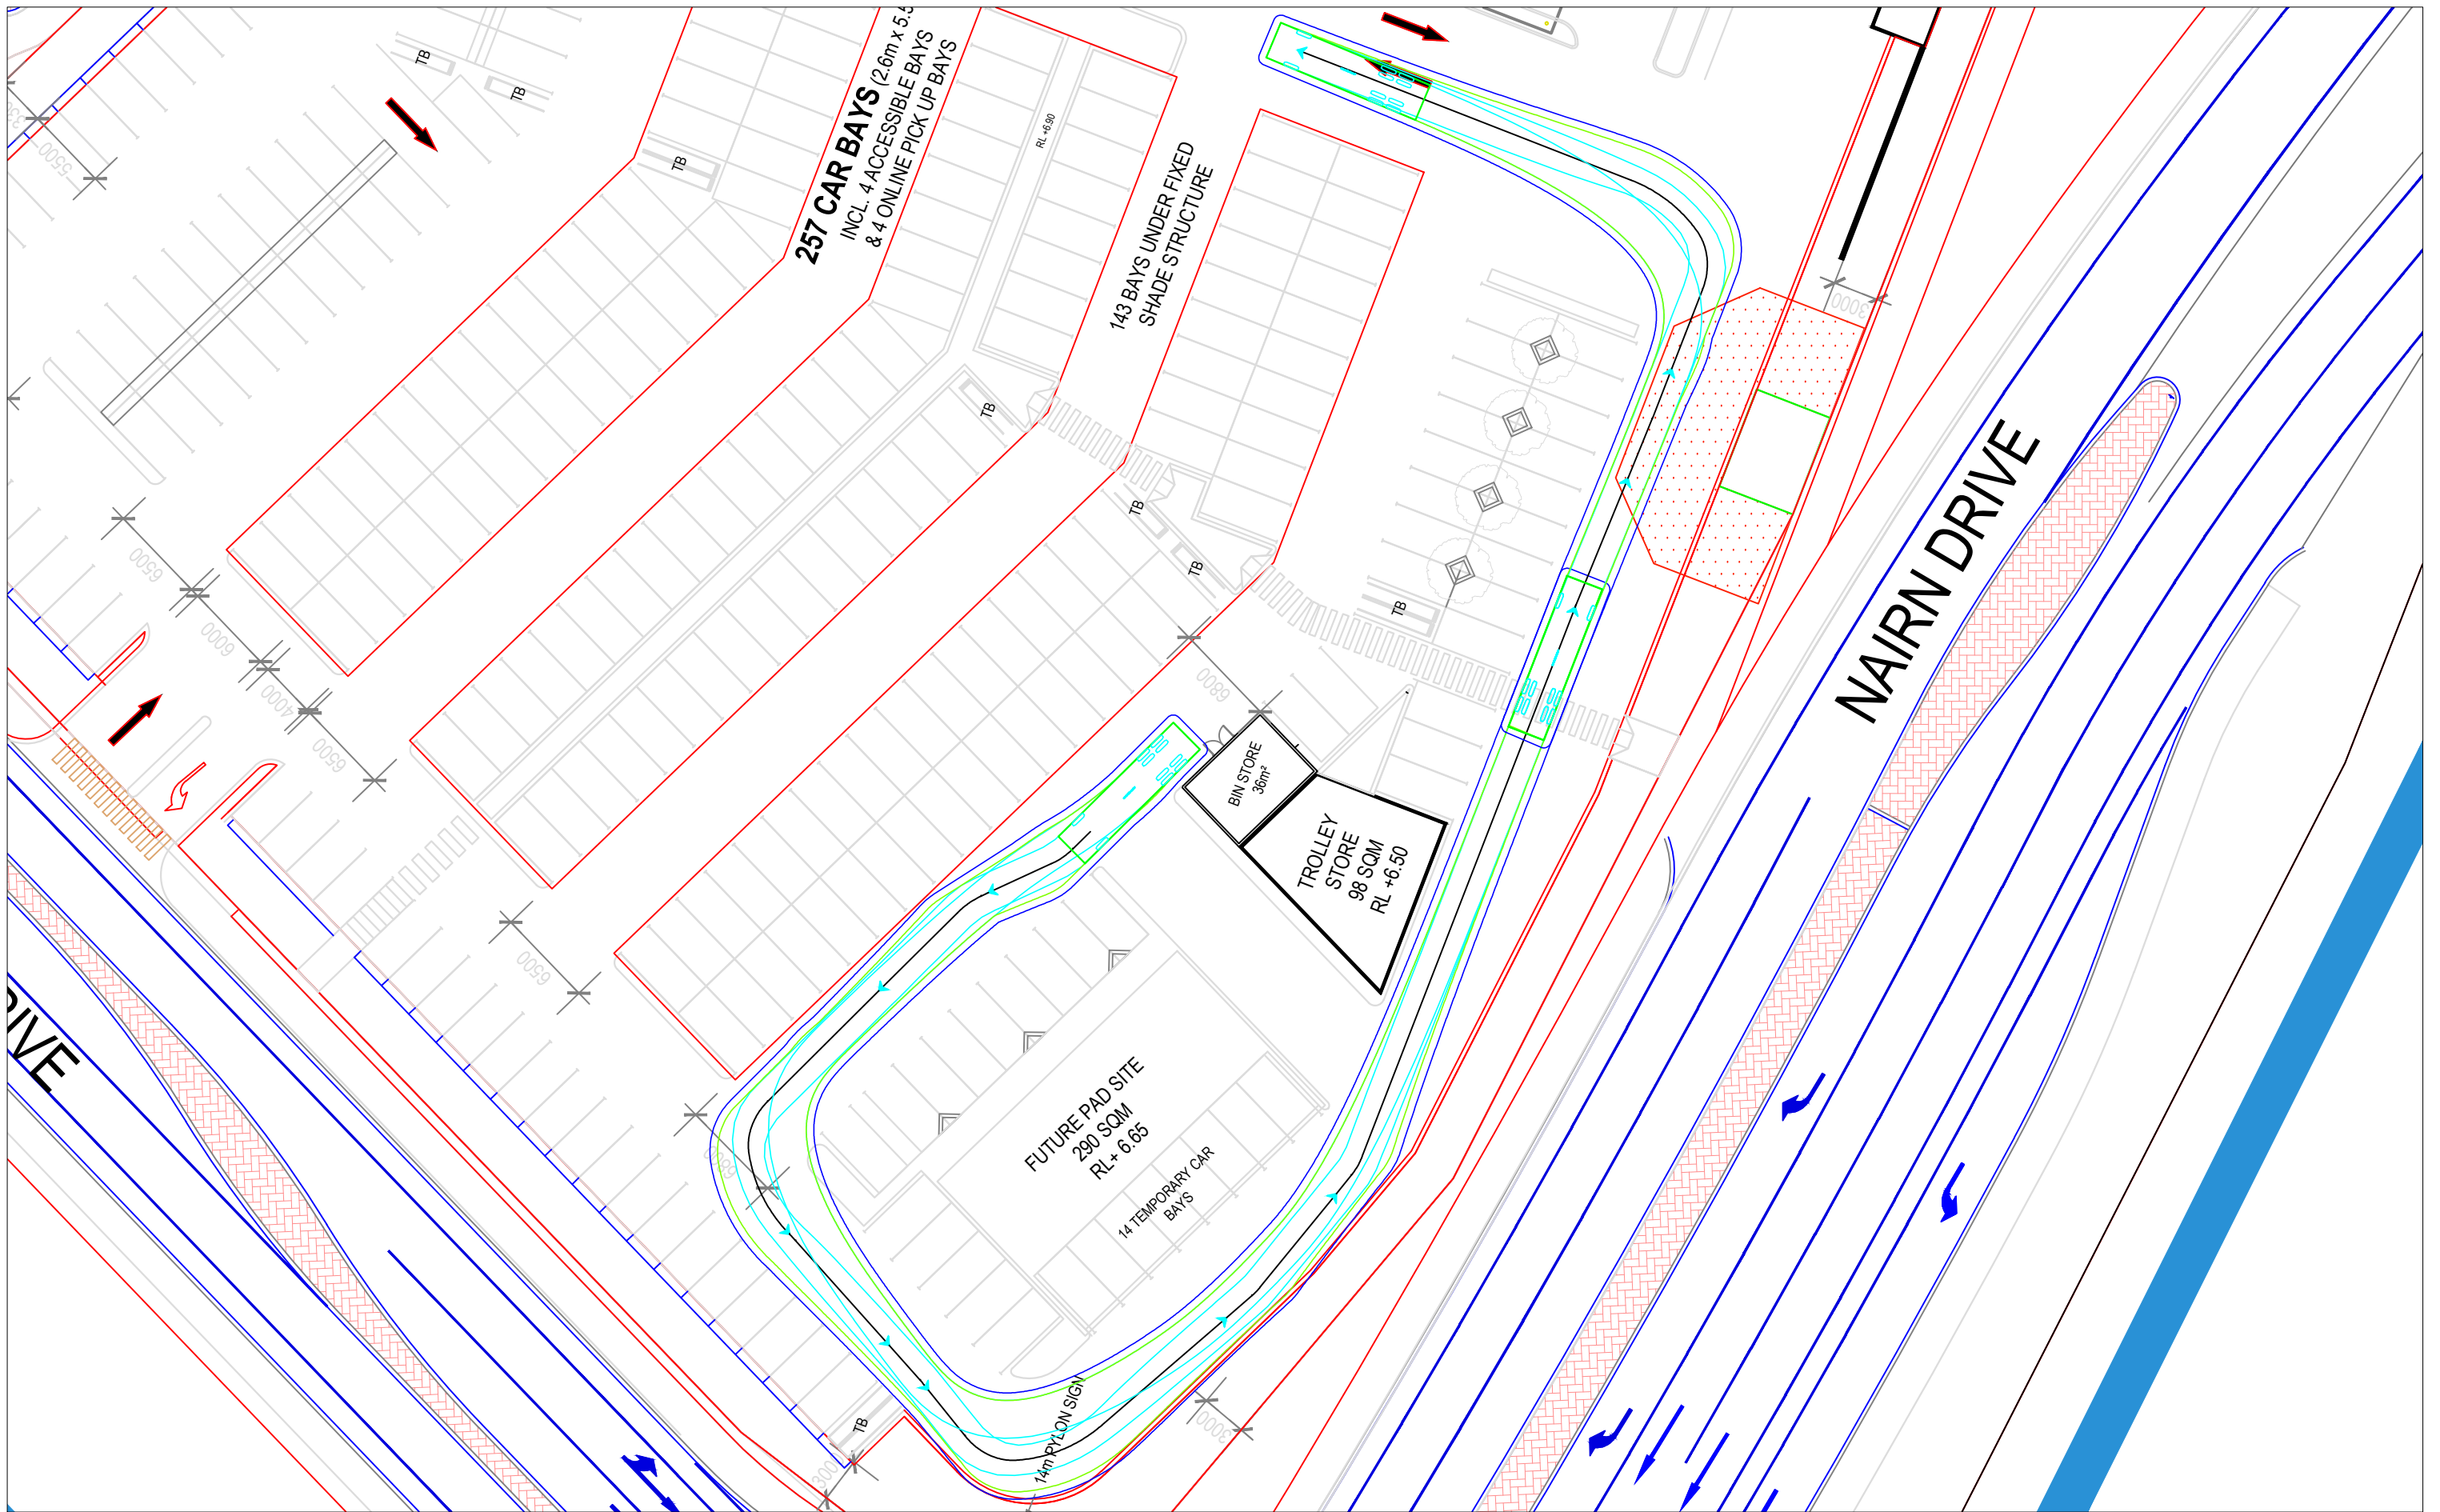 TB
TB
TB
257 CAR BAYS (2.6m x 5.5
INCL. 4 ACCESSIBLE BAYS
& 4 ONLINE PICK UP BAYS
RL +6.90
143 BAYS UNDER FIXED
SHADE STRUCTURE
5500
3000
TB
TB
TB
TB
NAIRN DRIVE
6500
6000
4000
6500
6800
BIN STORE
36m²
TROLLEY
STORE
98 SQM
RL +6.50
6500
FUTURE PAD SITE
290 SQM
RL+ 6.65
14 TEMPORARY CAR
BAYS
14m PYLON SIGN
3000
TB